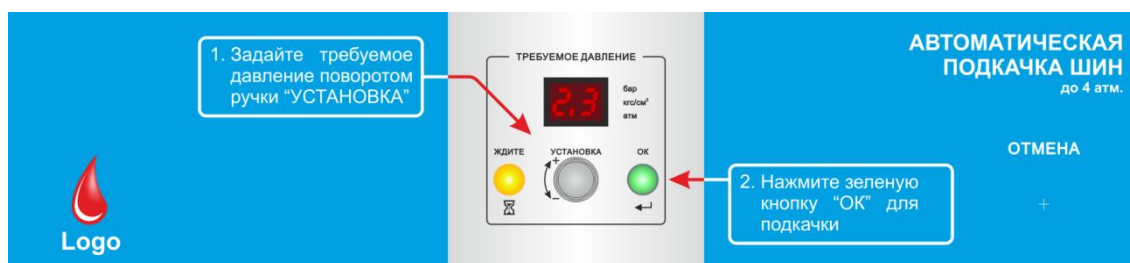 1. Задайте требуемое
давление поворотом
ручки “УСТАНОВКА”
Logo
ТРЕБУЕМОЕ ДАВЛЕНИЕ
2.3
бар
кгс/см²
атм
ЖДИТЕ
УСТАНОВКА
ОК
+
−
2. Нажмите зеленую
кнопку “ОК” для
подкачки
АВТОМАТИЧЕСКАЯ
ПОДКАЧКА ШИН
до 4 атм.
ОТМЕНА